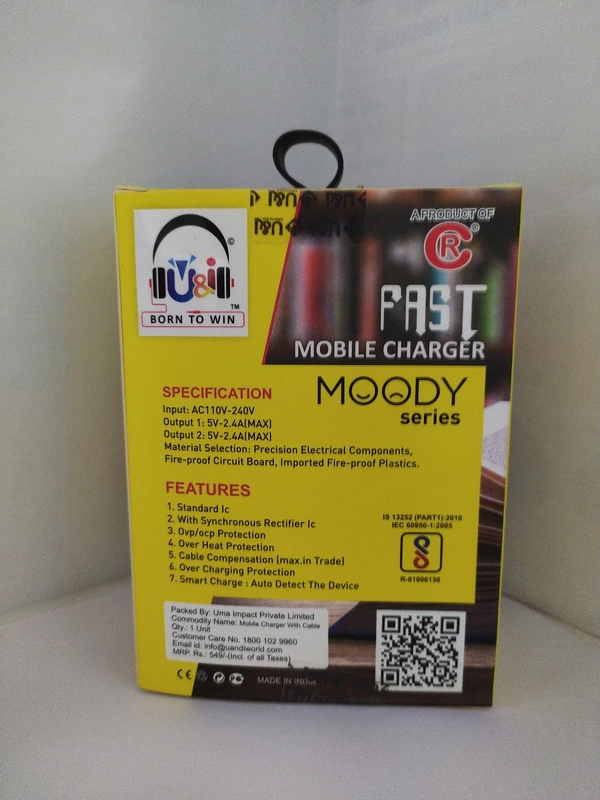 A PRODUCT OF
R
U&i
TM
BORN TO WIN
FAST
MOBILE CHARGER
MOODY
series
SPECIFICATION
Input: AC110V-240V
Output 1: 5V-2.4A(MAX)
Output 2: 5V-2.4A(MAX)
Material Selection: Precision Electrical Components,
Fire-proof Circuit Board, Imported Fire-proof Plastics.
FEATURES
1. Standard Ic
2. With Synchronous Rectifier Ic
3. Ovp/ocp Protection
4. Over Heat Protection
5. Cable Compensation (max.in Trade)
6. Over Charging Protection
7. Smart Charge : Auto Detect The Device
IS 13252 (PART1):2010
IEC 60950-1:2005
R-81006130
Packed By: Uma Impact Private Limited
Commodity Name: Mobile Charger With Cable
Qty.: 1 Unit
Customer Care No. 1800 102 9960
Email id: info@uandiworld.com
MRP. Rs.: 549/-(Incl. of all Taxes)
CE
MADE IN INDIA